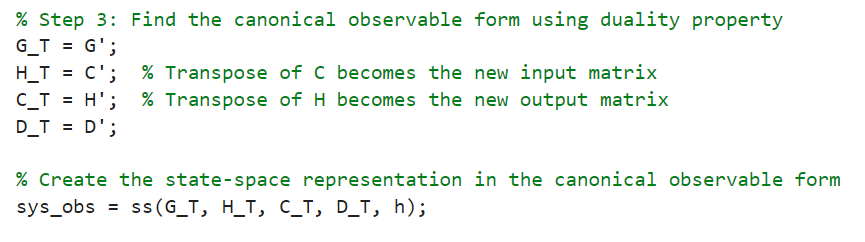 % Step 3: Find the canonical observable form using duality property
G_T = G';
H_T = C';  % Transpose of C becomes the new input matrix
C_T = H';  % Transpose of H becomes the new output matrix
D_T = D';
% Create the state-space representation in the canonical observable form
sys_obs = ss(G_T, H_T, C_T, D_T, h);